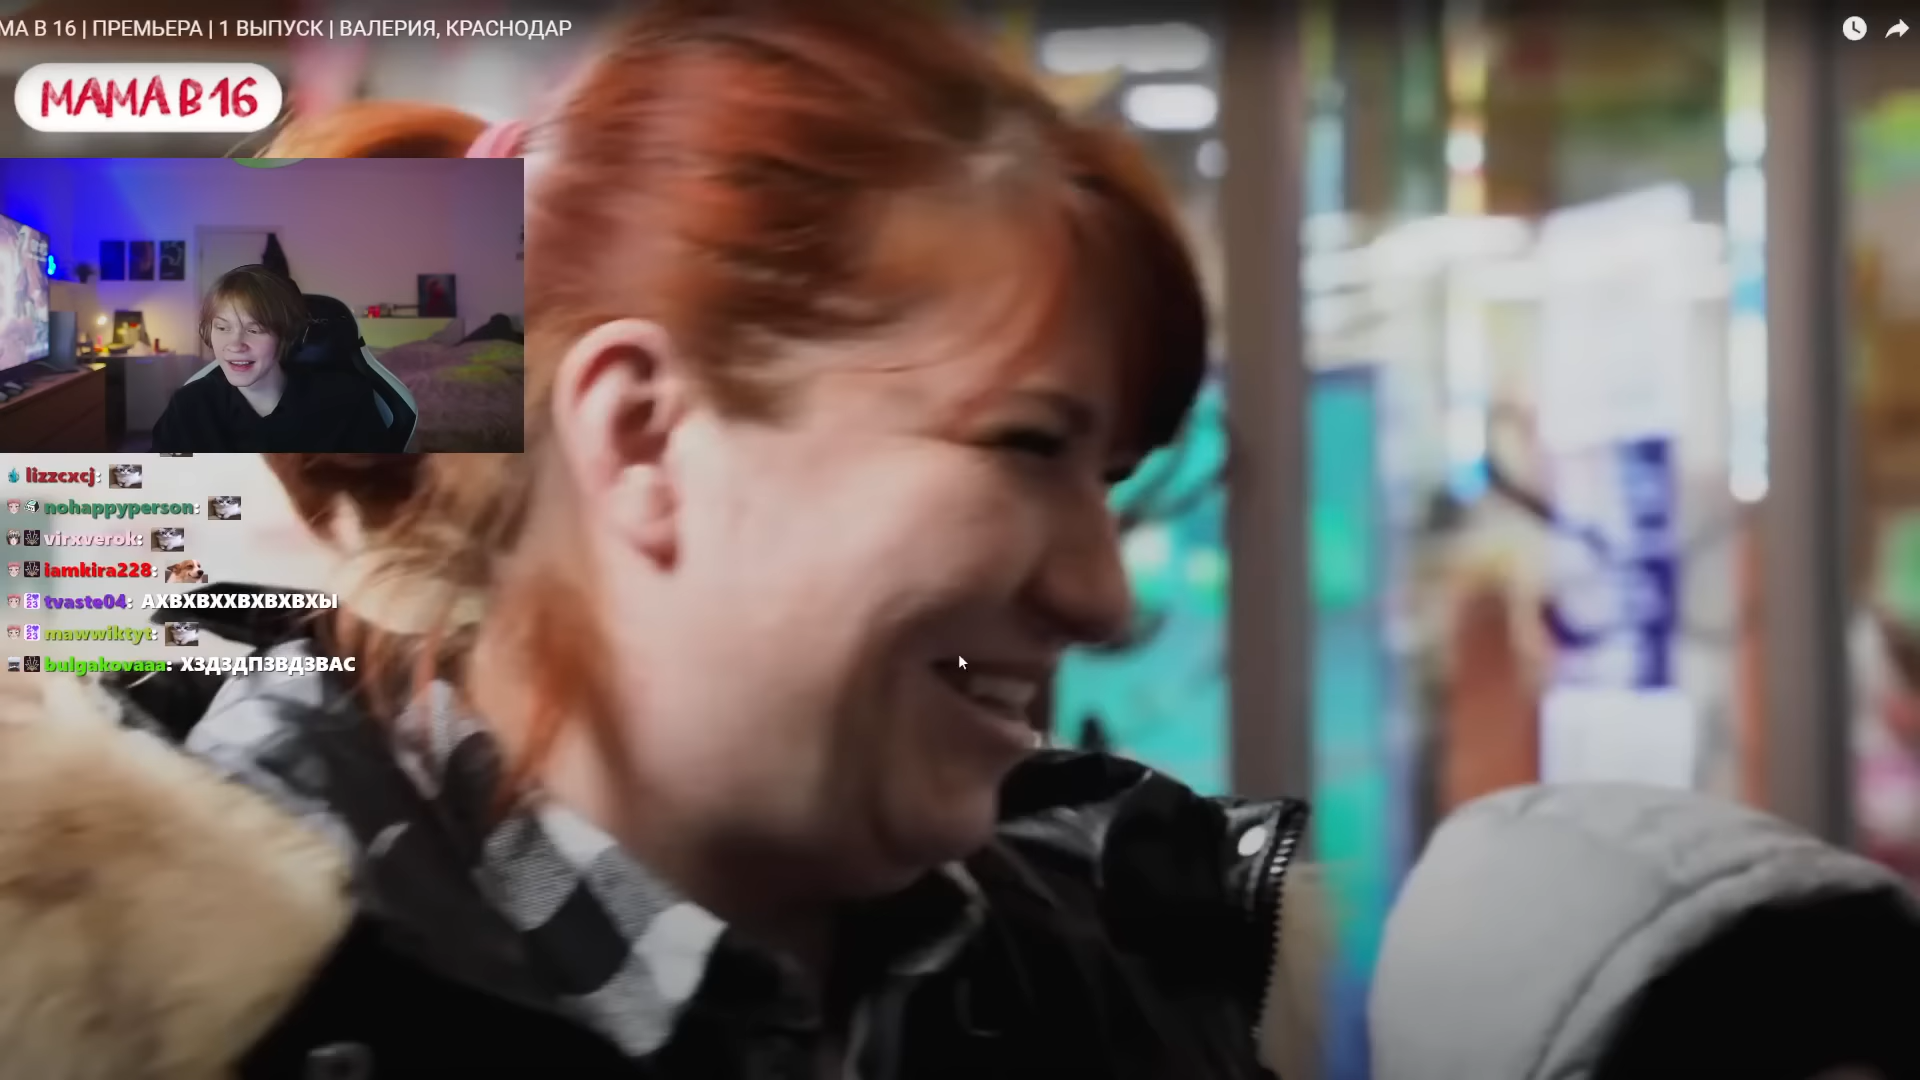 МА В 16 | ПРЕМЬЕРА | 1 ВЫПУСК | ВАЛЕРИЯ, КРАСНОДАР
МАМА В 16
lizzcxcj:
nohappyperson:
virxverok:
iamkira228:
tvaste04: АХВХВХХВХВХВХЫ
mawwiktyt:
bulgakovaaa: ХЗДЗДПЗВДЗВАС